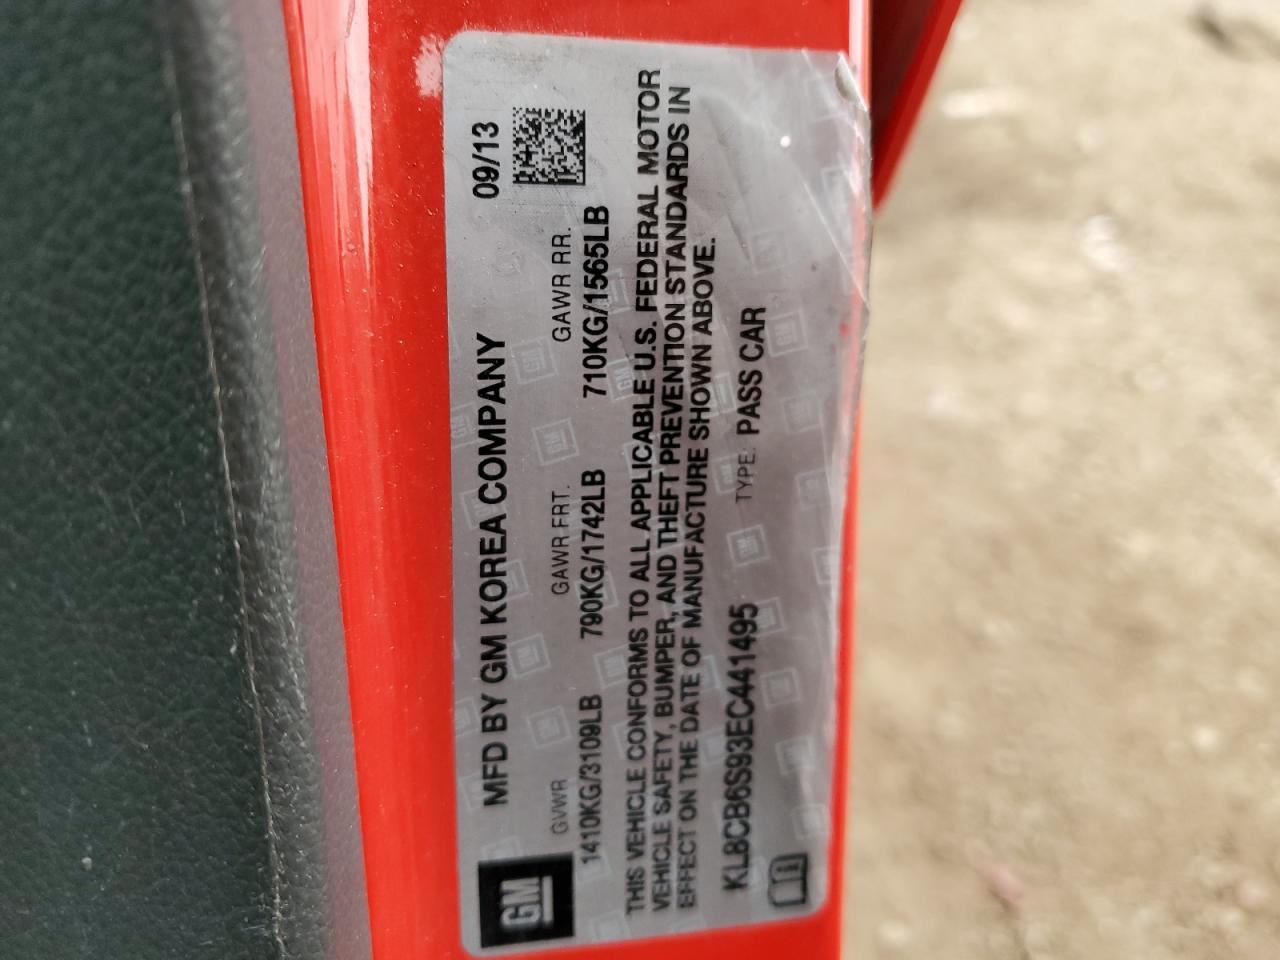 GM
MFD BY GM KOREA COMPANY 09/13
GVWR GAWR FRT. GAWR RR.
1410KG/3109LB 790KG/1742LB 710KG/1565LB
THIS VEHICLE CONFORMS TO ALL APPLICABLE U.S. FEDERAL MOTOR
VEHICLE SAFETY, BUMPER, AND THEFT PREVENTION STANDARDS IN
EFFECT ON THE DATE OF MANUFACTURE SHOWN ABOVE.
KL8CB6S93EC441495 TYPE: PASS CAR